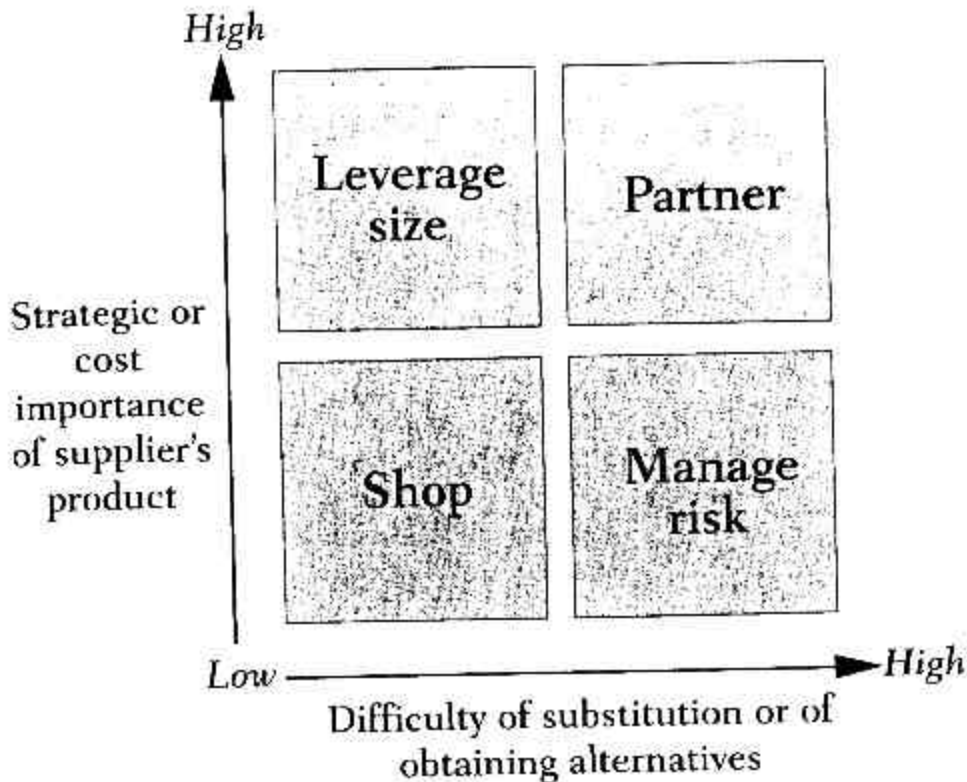 High
Leverage
size
Partner
Strategic or
cost
importance
of supplier's
product
Shop
Manage
risk
Low
High
Difficulty of substitution or of
obtaining alternatives